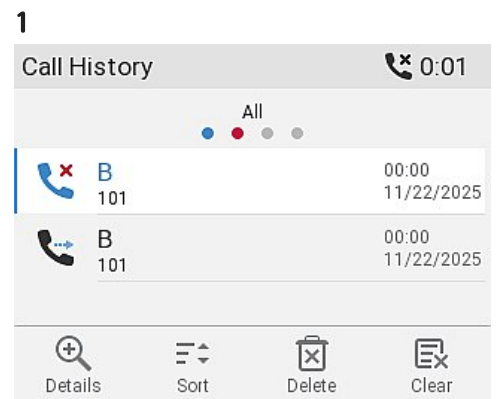 1
Call History 0:01
All
B 00:00
101 11/22/2025
B 00:00
101 11/22/2025
Details Sort Delete Clear